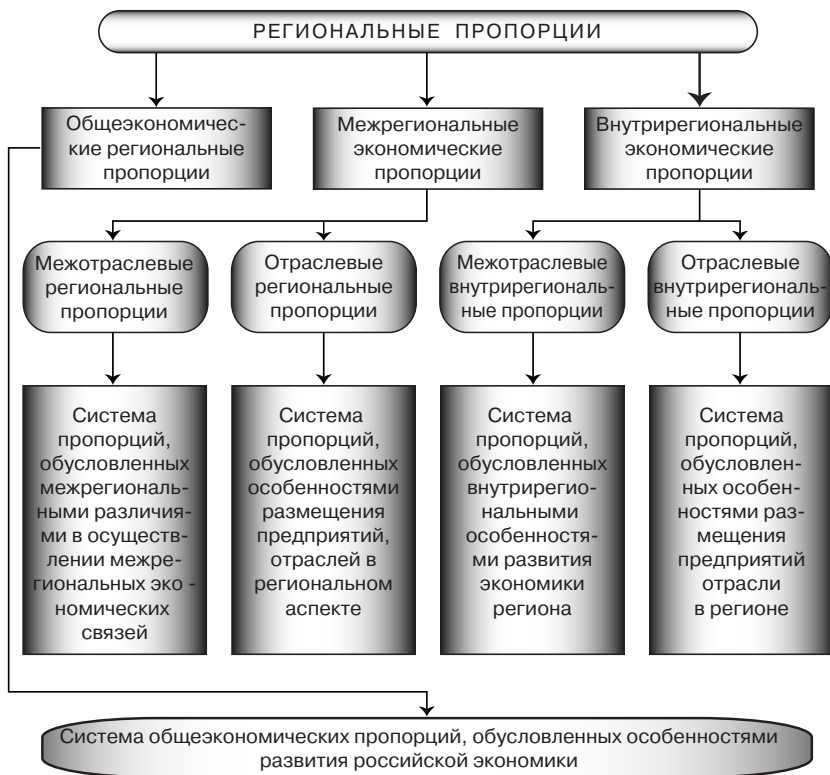 РЕГИОНАЛЬНЫЕ ПРОПОРЦИИ
Общеэкономичес-
кие региональные
пропорции
Межрегиональные
экономические
пропорции
Внутрирегиональные
экономические
пропорции
Межотраслевые
региональные
пропорции
Отраслевые
региональные
пропорции
Межотраслевые
внутрирегиональ-
ные пропорции
Отраслевые
внутрирегиональ-
ные пропорции
Система
пропорций,
обусловленных
межрегиональ-
ными различия-
ми в осуществ-
лении межре-
гиональных эко -
номических
связей
Система
пропорций,
обусловленных
особенностями
размещения
предприятий,
отраслей в
региональном
аспекте
Система
пропорций,
обусловленных
внутрирегио-
нальными
особенностя-
ми развития
экономики
региона
Система
пропорций,
обусловлен-
ных особен-
ностями раз-
мещения
предприятий
отрасли
в регионе
Система общеэкономических пропорций, обусловленных особенностями
развития российской экономики